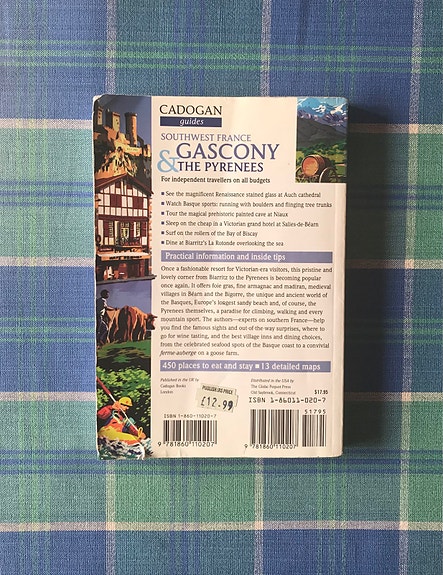 CADOGAN
guides
SOUTHWEST FRANCE
GASCONY
& THE PYRENEES
For independent travellers on all budgets
■ See the magnificent Renaissance stained glass at Auch cathedral
■ Watch Basque sports: running with boulders and flinging tree trunks
■ Tour the magical prehistoric painted cave at Niaux
■ Sleep on the cheap in a Victorian grand hotel at Salies-de-Béarn
■ Surf on the rollers of the Bay of Biscay
■ Dine at Biarritz's La Rotonde overlooking the sea
Practical information and inside tips
Once a fashionable resort for Victorian-era visitors, this pristine and
lovely corner from Biarritz to the Pyrenees is becoming popular
once again. It offers foie gras, fine armagnac and madiran, medieval
villages in Béarn and the Bigorre, the unique and ancient world of
the Basques, Europe's longest sandy beach and, of course, the
Pyrenees themselves, a paradise for climbing, walking and every
mountain sport. The authors—experts on southern France—help
you find the famous sights and out of the way surprises, where to
go for wine tasting, and the best village inns and dining choices,
from the celebrated seafood spots of the Basque coast to a convivial
ferme-auberge on a goose farm.
450 places to eat and stay ■ 13 detailed maps
Published in the UK by
Cadogan Books
London
Distributed in the USA by
The Globe Pequot Press
Old Saybrook, Connecticut
$17.95
£12.99
ISBN 1-86011-020-7
51795
ISBN 1-860-11020-7
9 781860 110207
9 781860 110207